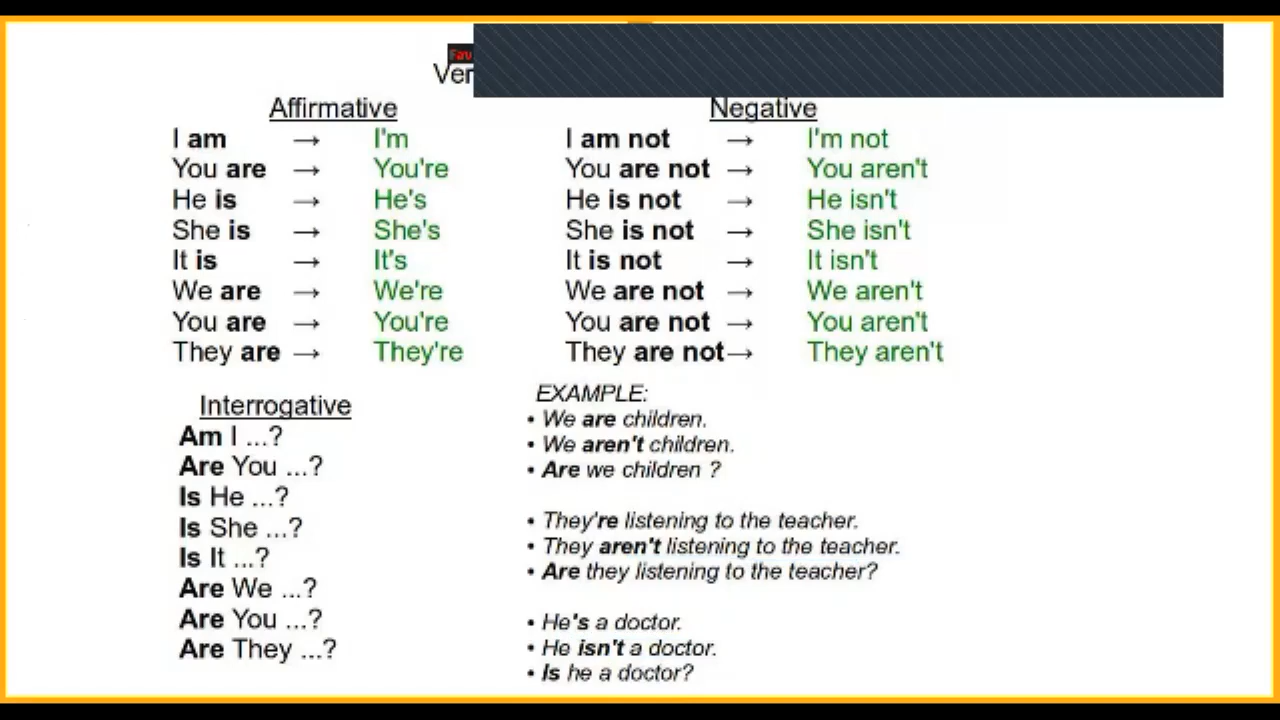 Fav
Ver
Affirmative
I am → I'm
You are → You're
He is → He's
She is → She's
It is → It's
We are → We're
You are → You're
They are → They're
Negative
I am not → I'm not
You are not → You aren't
He is not → He isn't
She is not → She isn't
It is not → It isn't
We are not → We aren't
You are not → You aren't
They are not→ They aren't
Interrogative
Am I ...?
Are You ...?
Is He ...?
Is She ...?
Is It ...?
Are We ...?
Are You ...?
Are They ...?
EXAMPLE:
• We are children.
• We aren't children.
• Are we children ?
• They're listening to the teacher.
• They aren't listening to the teacher.
• Are they listening to the teacher?
• He's a doctor.
• He isn't a doctor.
• Is he a doctor?